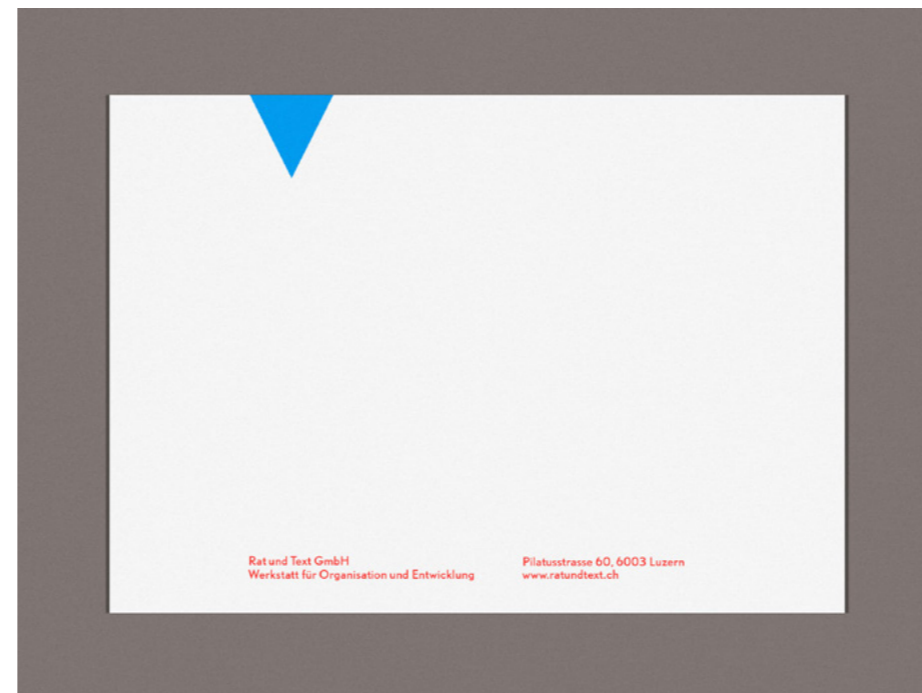 Rat und Text GmbH
Werkstatt für Organisation und Entwicklung
Pilatusstrasse 60, 6003 Luzern
www.ratundtext.ch